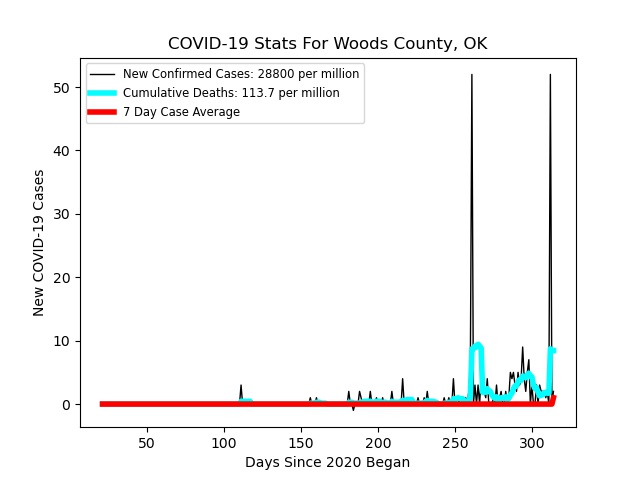 COVID-19 Stats For Woods County, OK
New Confirmed Cases: 28800 per million
Cumulative Deaths: 113.7 per million
7 Day Case Average
New COVID-19 Cases
50
40
30
20
10
0
50 100 150 200 250 300
Days Since 2020 Began